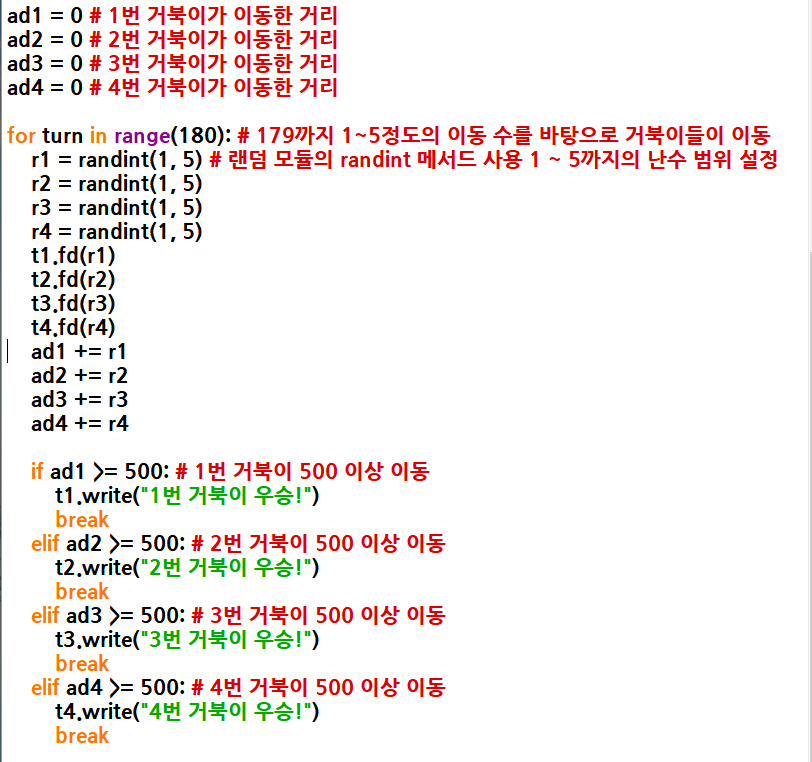 ad1 = 0 # 1번 거북이가 이동한 거리
ad2 = 0 # 2번 거북이가 이동한 거리
ad3 = 0 # 3번 거북이가 이동한 거리
ad4 = 0 # 4번 거북이가 이동한 거리

for turn in range(180): # 179까지 1~5정도의 이동 수를 바탕으로 거북이들이 이동
    r1 = randint(1, 5) # 랜덤 모듈의 randint 메서드 사용 1 ~ 5까지의 난수 범위 설정
    r2 = randint(1, 5)
    r3 = randint(1, 5)
    r4 = randint(1, 5)
    t1.fd(r1)
    t2.fd(r2)
    t3.fd(r3)
    t4.fd(r4)
    ad1 += r1
    ad2 += r2
    ad3 += r3
    ad4 += r4

    if ad1 >= 500: # 1번 거북이 500 이상 이동
        t1.write("1번 거북이 우승!")
        break
    elif ad2 >= 500: # 2번 거북이 500 이상 이동
        t2.write("2번 거북이 우승!")
        break
    elif ad3 >= 500: # 3번 거북이 500 이상 이동
        t3.write("3번 거북이 우승!")
        break
    elif ad4 >= 500: # 4번 거북이 500 이상 이동
        t4.write("4번 거북이 우승!")
        break